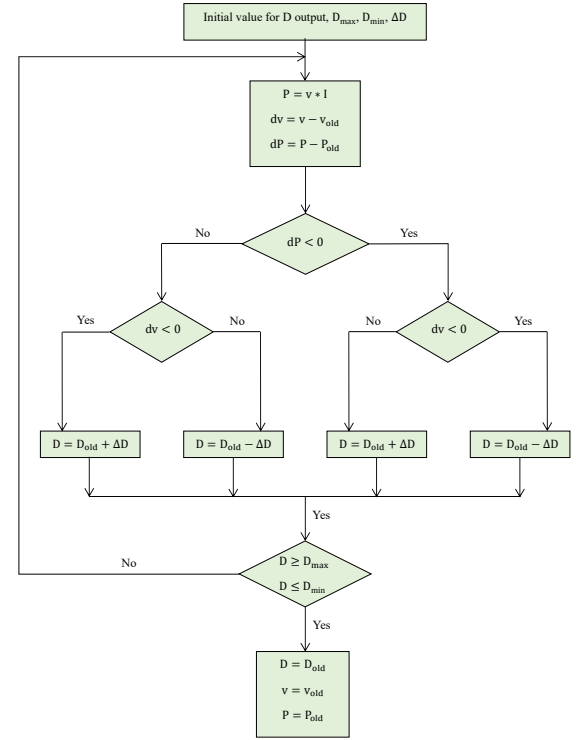 Initial value for D output, Dmax, Dmin, ΔD
P = v ∗ I
dv = v − vold
dP = P − Pold
No
Yes
dP < 0
Yes
dv < 0
No
No
dv < 0
Yes
D = Dold + ΔD
D = Dold − ΔD
D = Dold + ΔD
D = Dold − ΔD
Yes
No
D ≥ Dmax
D ≤ Dmin
Yes
D = Dold
v = vold
P = Pold